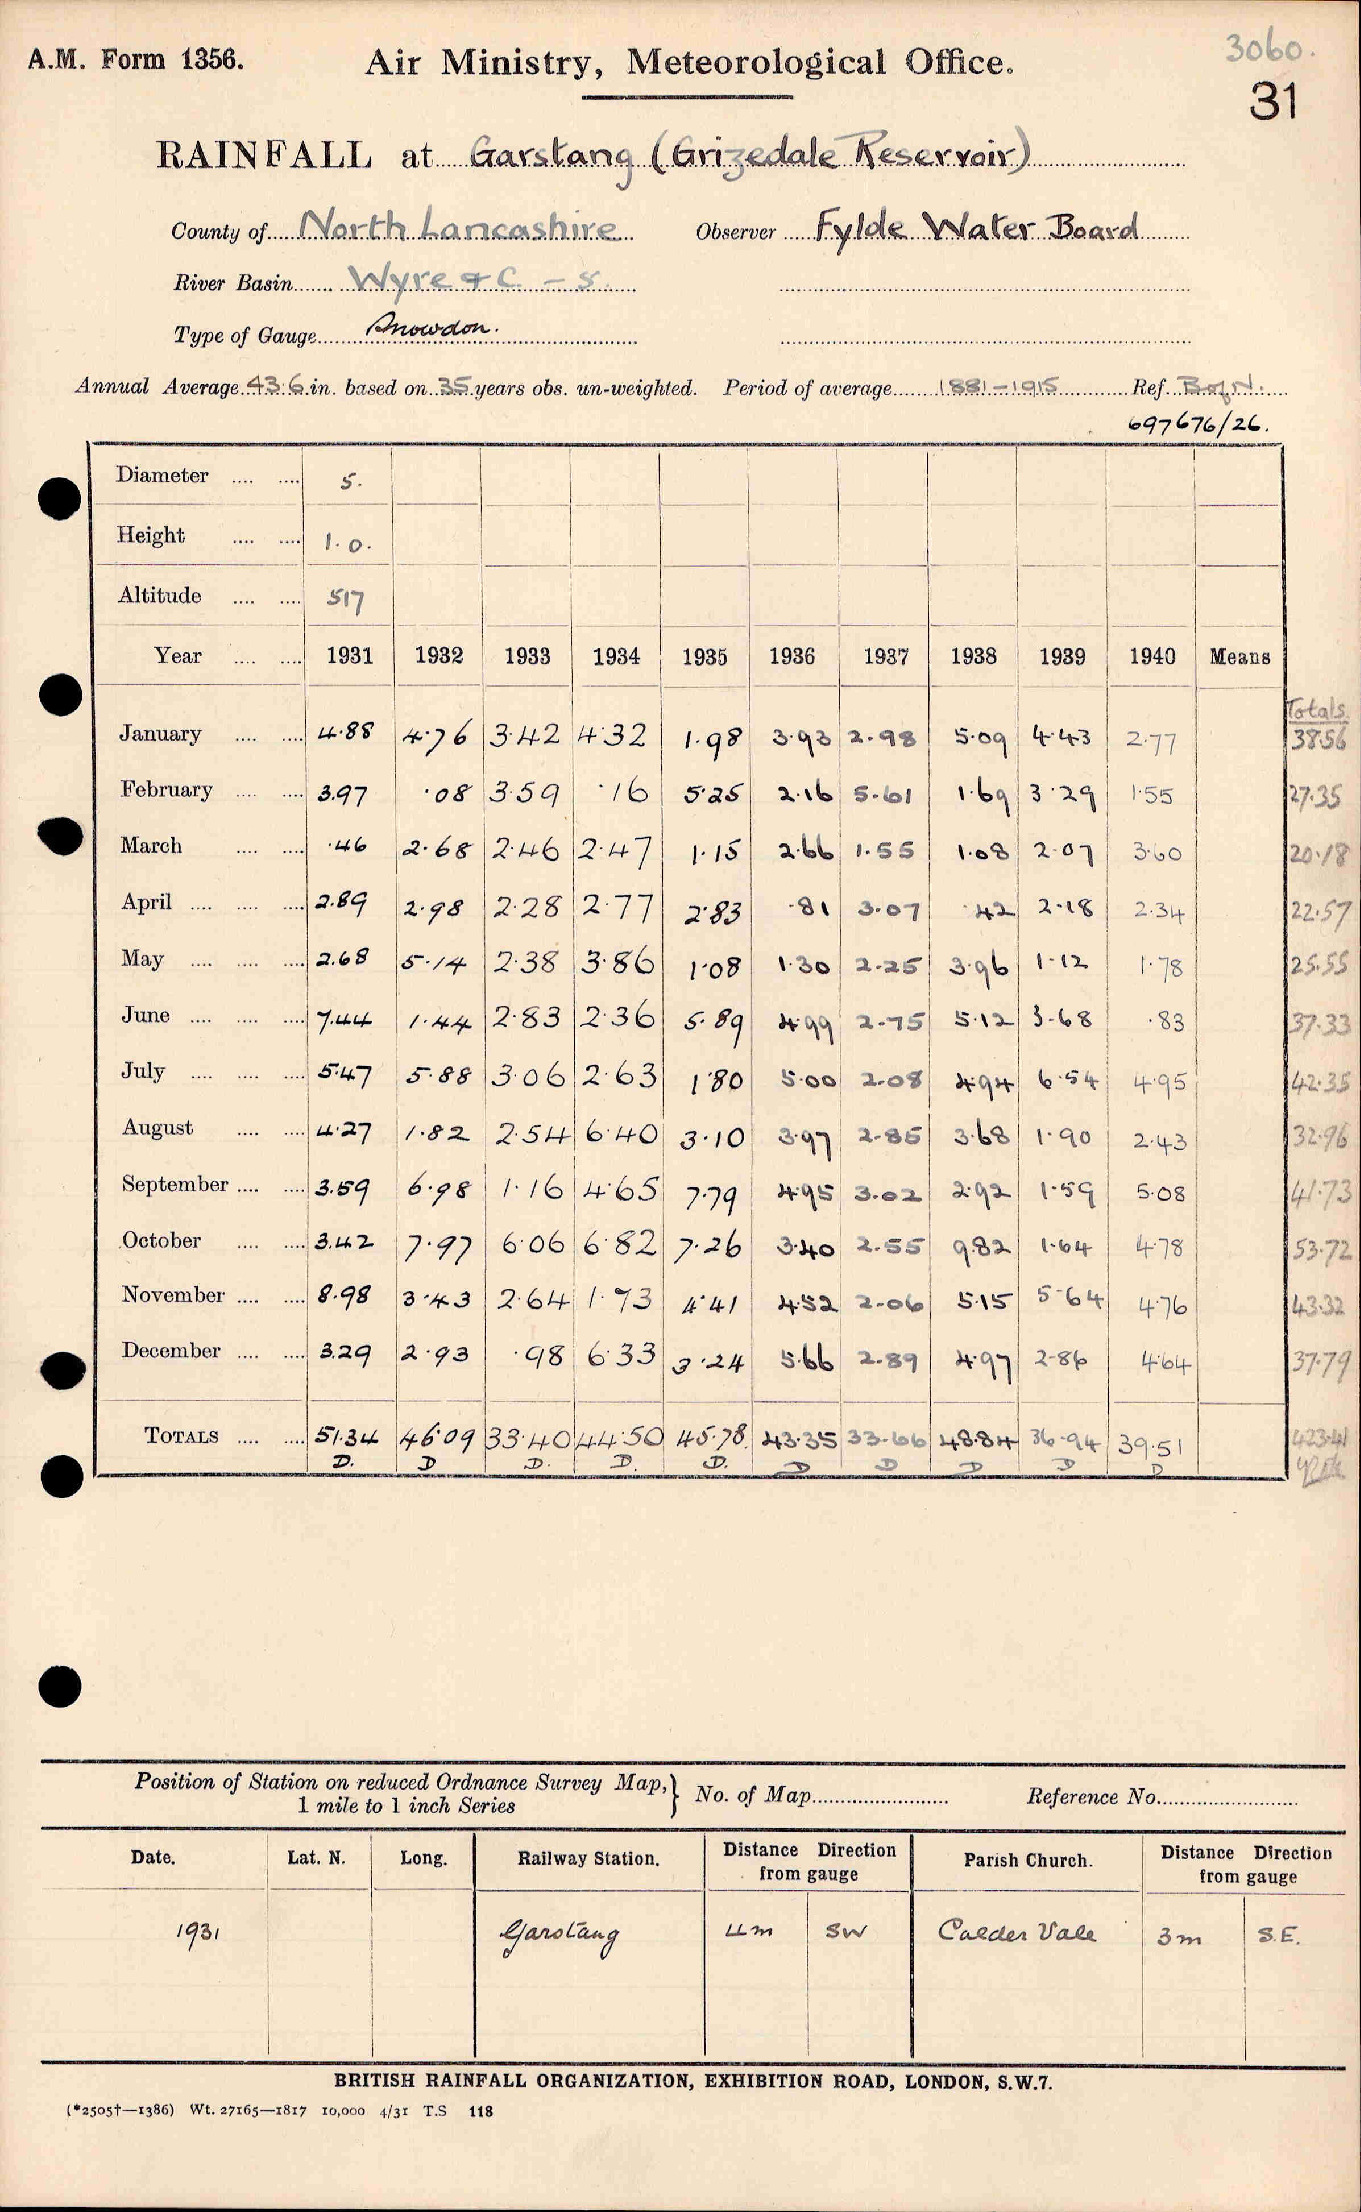 3060.
A.M. Form 1356. Air Ministry, Meteorological Office.
31
RAINFALL at Garstang (Grizedale Reservoir)
County of North Lancashire Observer Fylde Water Board
River Basin Wyre & C. - 5.
Type of Gauge Snowdon.
Annual Average 43.6 in. based on 35 years obs. un-weighted. Period of average 1881-1915 Ref. B of N.
697676/26.
Diameter 5.
Height 1.0.
Altitude 517
Year 1931 1932 1933 1934 1935 1936 1937 1938 1939 1940 Means
Totals
January 4.88 4.76 3.42 4.32 1.98 3.93 2.98 5.09 4.43 2.77 38.56
February 3.97 .08 3.59 .16 5.25 2.16 5.61 1.69 3.29 1.55 27.35
March .46 2.68 2.46 2.47 1.15 2.66 1.55 1.08 2.07 3.60 20.18
April 2.89 2.98 2.28 2.77 2.83 .81 3.07 .42 2.18 2.34 22.57
May 2.68 5.14 2.38 3.86 1.08 1.30 2.25 3.96 1.12 1.78 25.55
June 7.44 1.44 2.83 2.36 5.89 4.99 2.75 5.12 3.68 .83 37.33
July 5.47 5.88 3.06 2.63 1.80 5.00 2.08 4.94 6.54 4.95 42.35
August 4.27 1.82 2.54 6.40 3.10 3.97 2.85 3.68 1.90 2.43 32.96
September 3.59 6.98 1.16 4.65 7.79 4.95 3.02 2.92 1.59 5.08 41.73
October 3.42 7.97 6.06 6.82 7.26 3.40 2.55 9.82 1.64 4.78 53.72
November 8.98 3.43 2.64 1.73 4.41 4.52 2.06 5.15 5.64 4.76 43.32
December 3.29 2.93 .98 6.33 3.24 5.66 2.89 4.97 2.86 4.64 37.79
TOTALS 51.34 46.09 33.40 44.50 45.78 43.35 33.66 48.84 36.94 39.51 423.41
D. D D. D. D. D D D D D
Position of Station on reduced Ordnance Survey Map, } No. of Map Reference No.
1 mile to 1 inch Series
Date. Lat. N. Long. Railway Station. Distance Direction from gauge Parish Church. Distance Direction from gauge
1931 Garstang 4m SW Calder Vale 3m S.E.
BRITISH RAINFALL ORGANIZATION, EXHIBITION ROAD, LONDON, S.W.7.
(*2505†—1386) Wt. 27165—1817 10,000 4/31 T.S 118